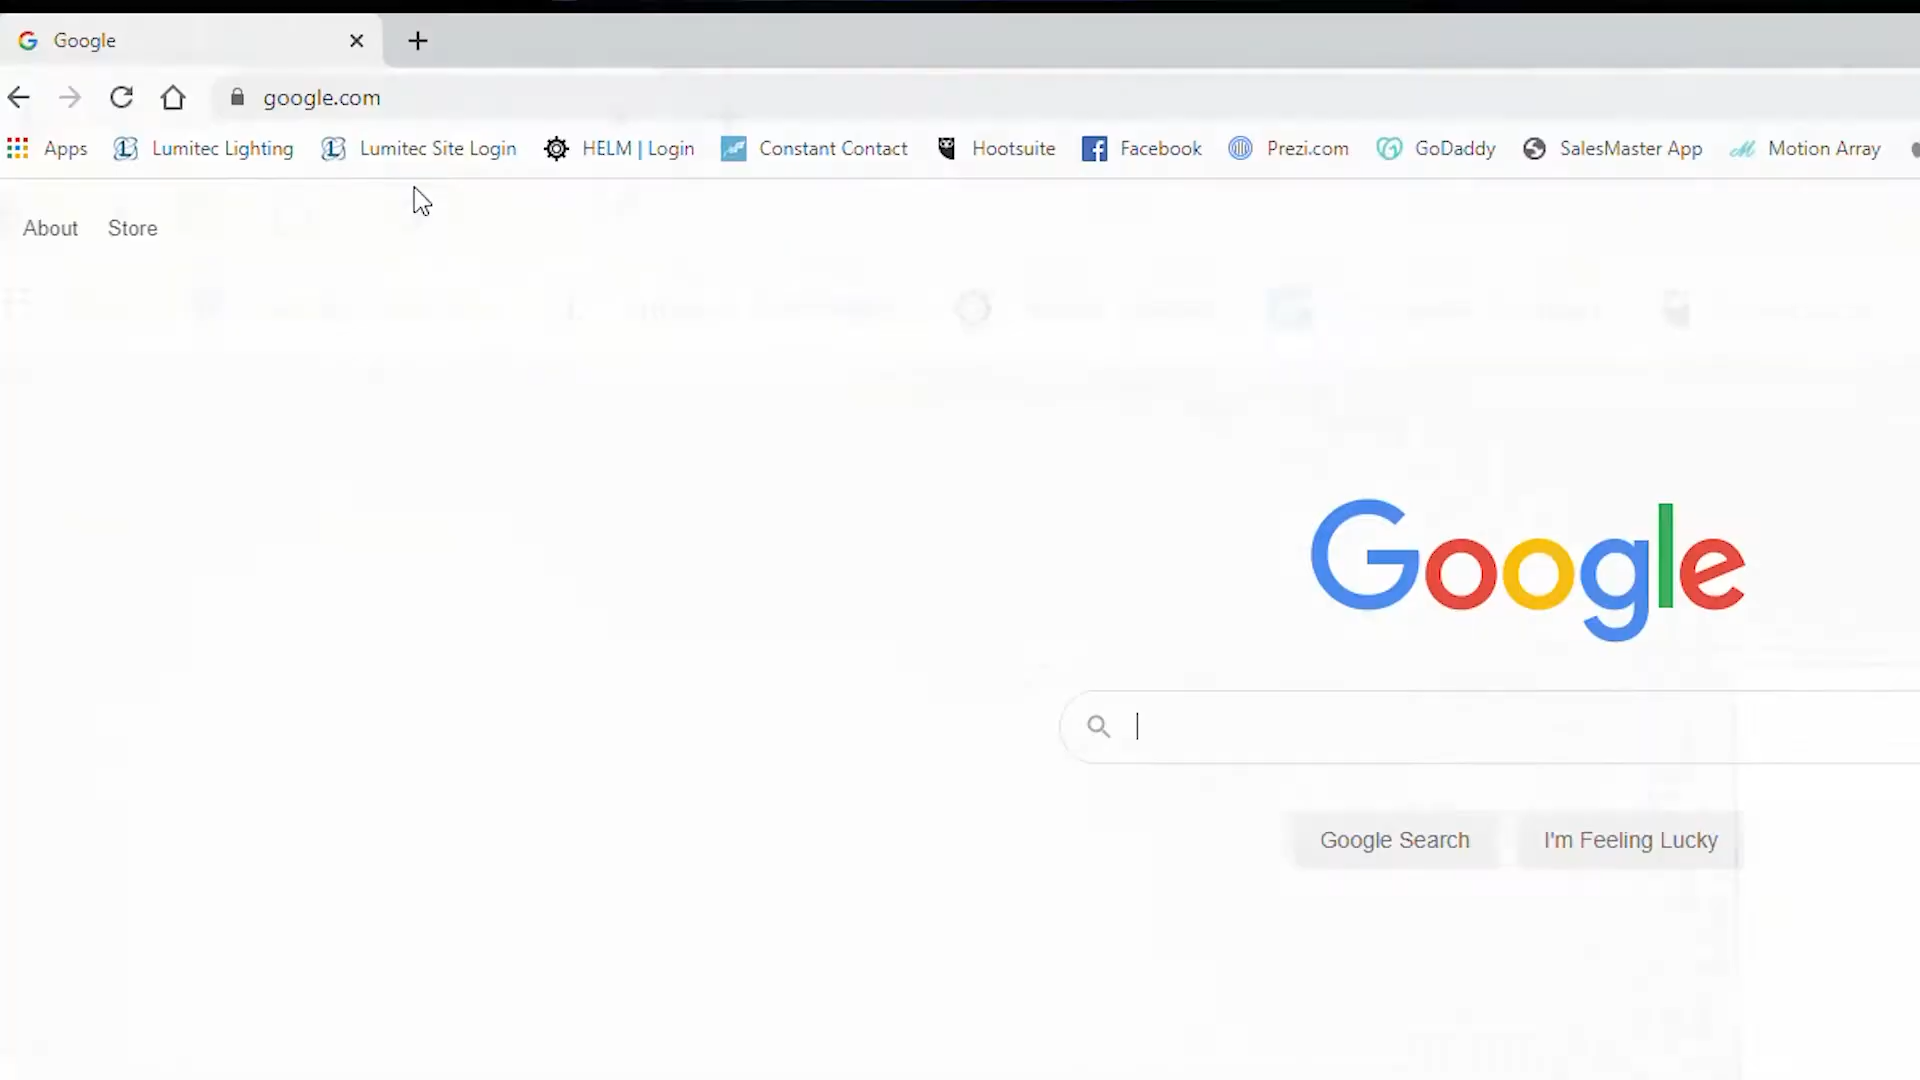 Google
google.com
Apps Lumitec Lighting Lumitec Site Login HELM | Login Constant Contact Hootsuite Facebook Prezi.com GoDaddy SalesMaster App Motion Array
About Store
Google
Google Search I'm Feeling Lucky